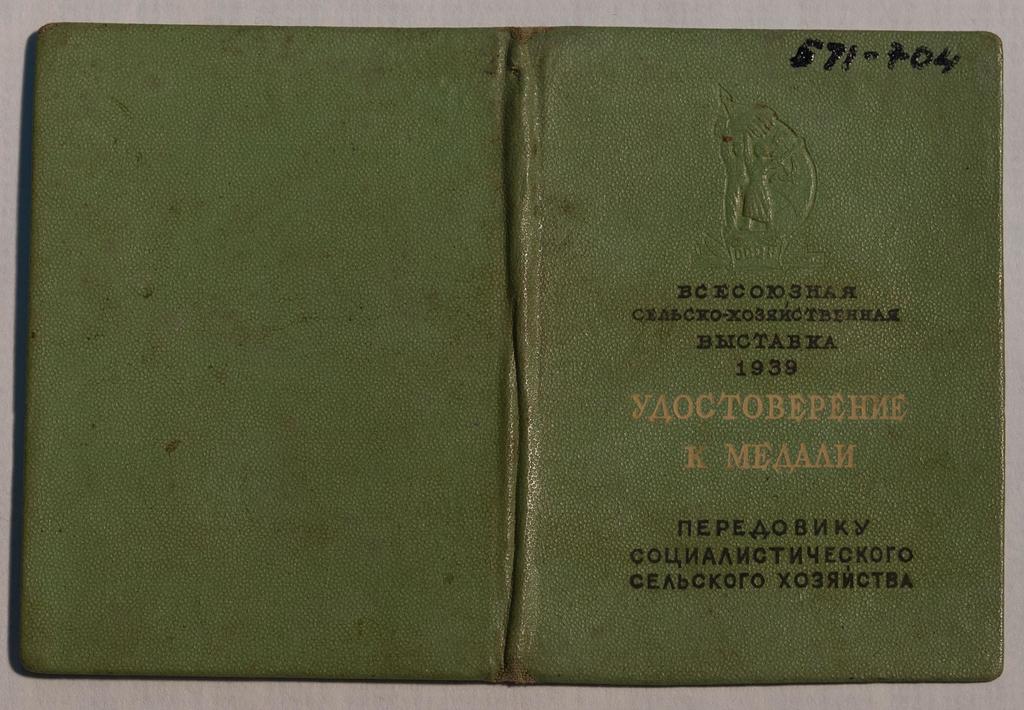 571-704
ВСЕСОЮЗНАЯ
СЕЛЬСКО-ХОЗЯЙСТВЕННАЯ
ВЫСТАВКА
1939
УДОСТОВЕРЕНИЕ
К МЕДАЛИ
ПЕРЕДОВИКУ
СОЦИАЛИСТИЧЕСКОГО
СЕЛЬСКОГО ХОЗЯЙСТВА